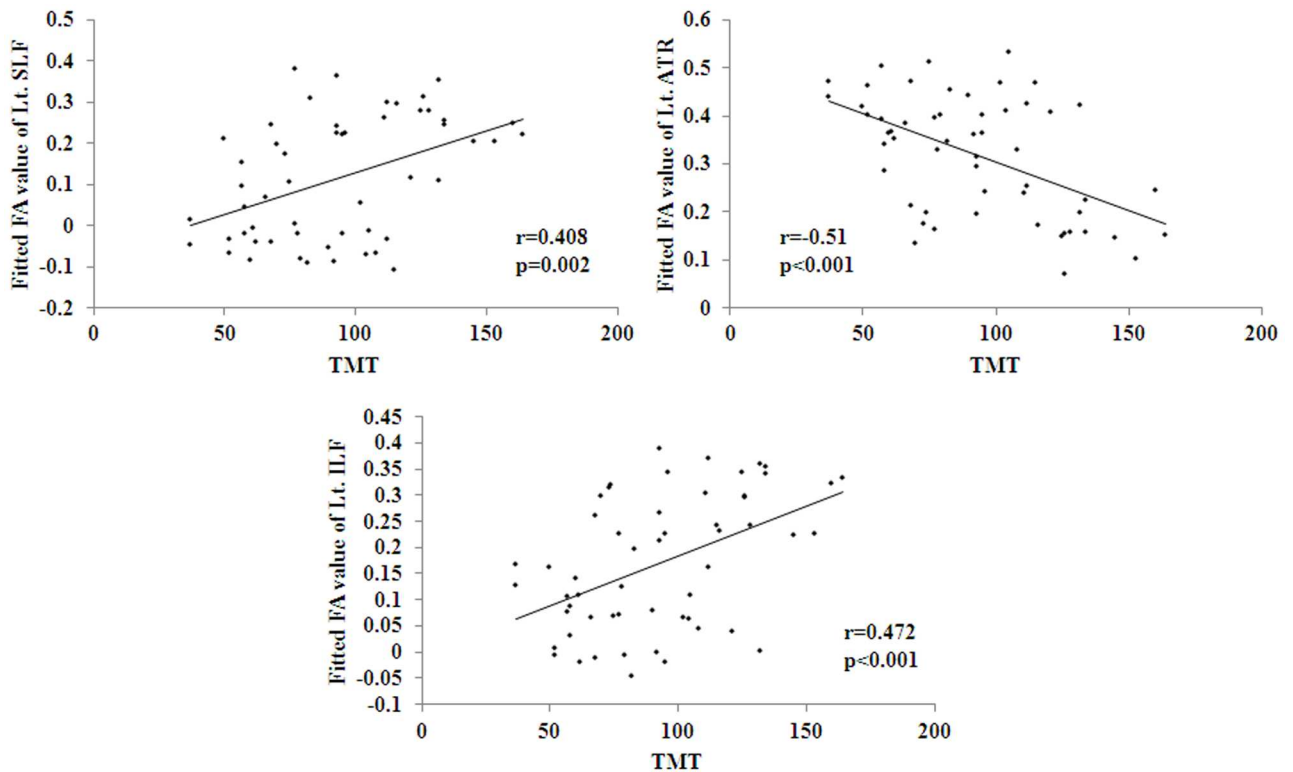 Fitted FA value of Lt. SLF
0.5
0.4
0.3
0.2
0.1
0
-0.1
-0.2
r=0.408
p=0.002
0 50 100 150 200
TMT
Fitted FA value of Lt. ATR
0.6
0.5
0.4
0.3
0.2
0.1
0
r=-0.51
p<0.001
0 50 100 150 200
TMT
Fitted FA value of Lt. ILF
0.45
0.4
0.35
0.3
0.25
0.2
0.15
0.1
0.05
0
-0.05
-0.1
r=0.472
p<0.001
0 50 100 150 200
TMT